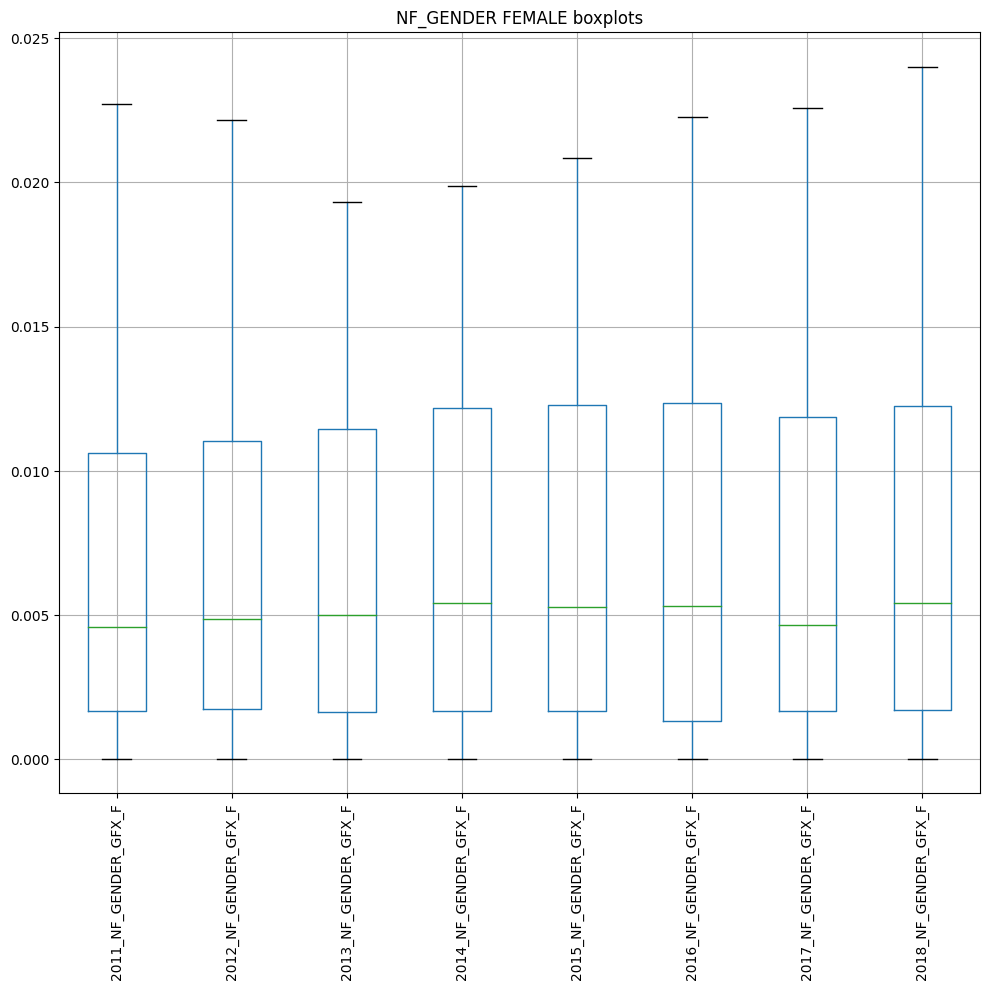 NF_GENDER FEMALE boxplots
0.025
0.020
0.015
0.010
0.005
0.000
2011_NF_GENDER_GFX_F
2012_NF_GENDER_GFX_F
2013_NF_GENDER_GFX_F
2014_NF_GENDER_GFX_F
2015_NF_GENDER_GFX_F
2016_NF_GENDER_GFX_F
2017_NF_GENDER_GFX_F
2018_NF_GENDER_GFX_F